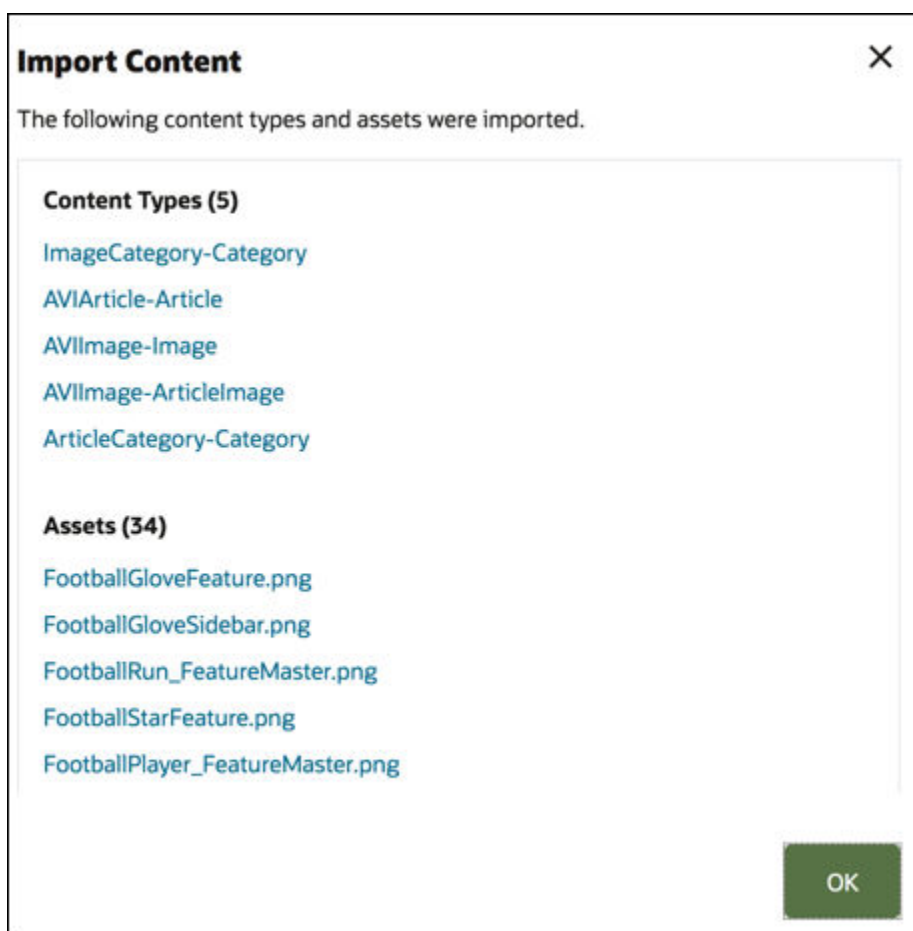 Import Content
The following content types and assets were imported.
Content Types (5)
ImageCategory-Category
AVIArticle-Article
AVIImage-Image
AVIImage-ArticleImage
ArticleCategory-Category
Assets (34)
FootballGloveFeature.png
FootballGloveSidebar.png
FootballRun_FeatureMaster.png
FootballStarFeature.png
FootballPlayer_FeatureMaster.png
OK